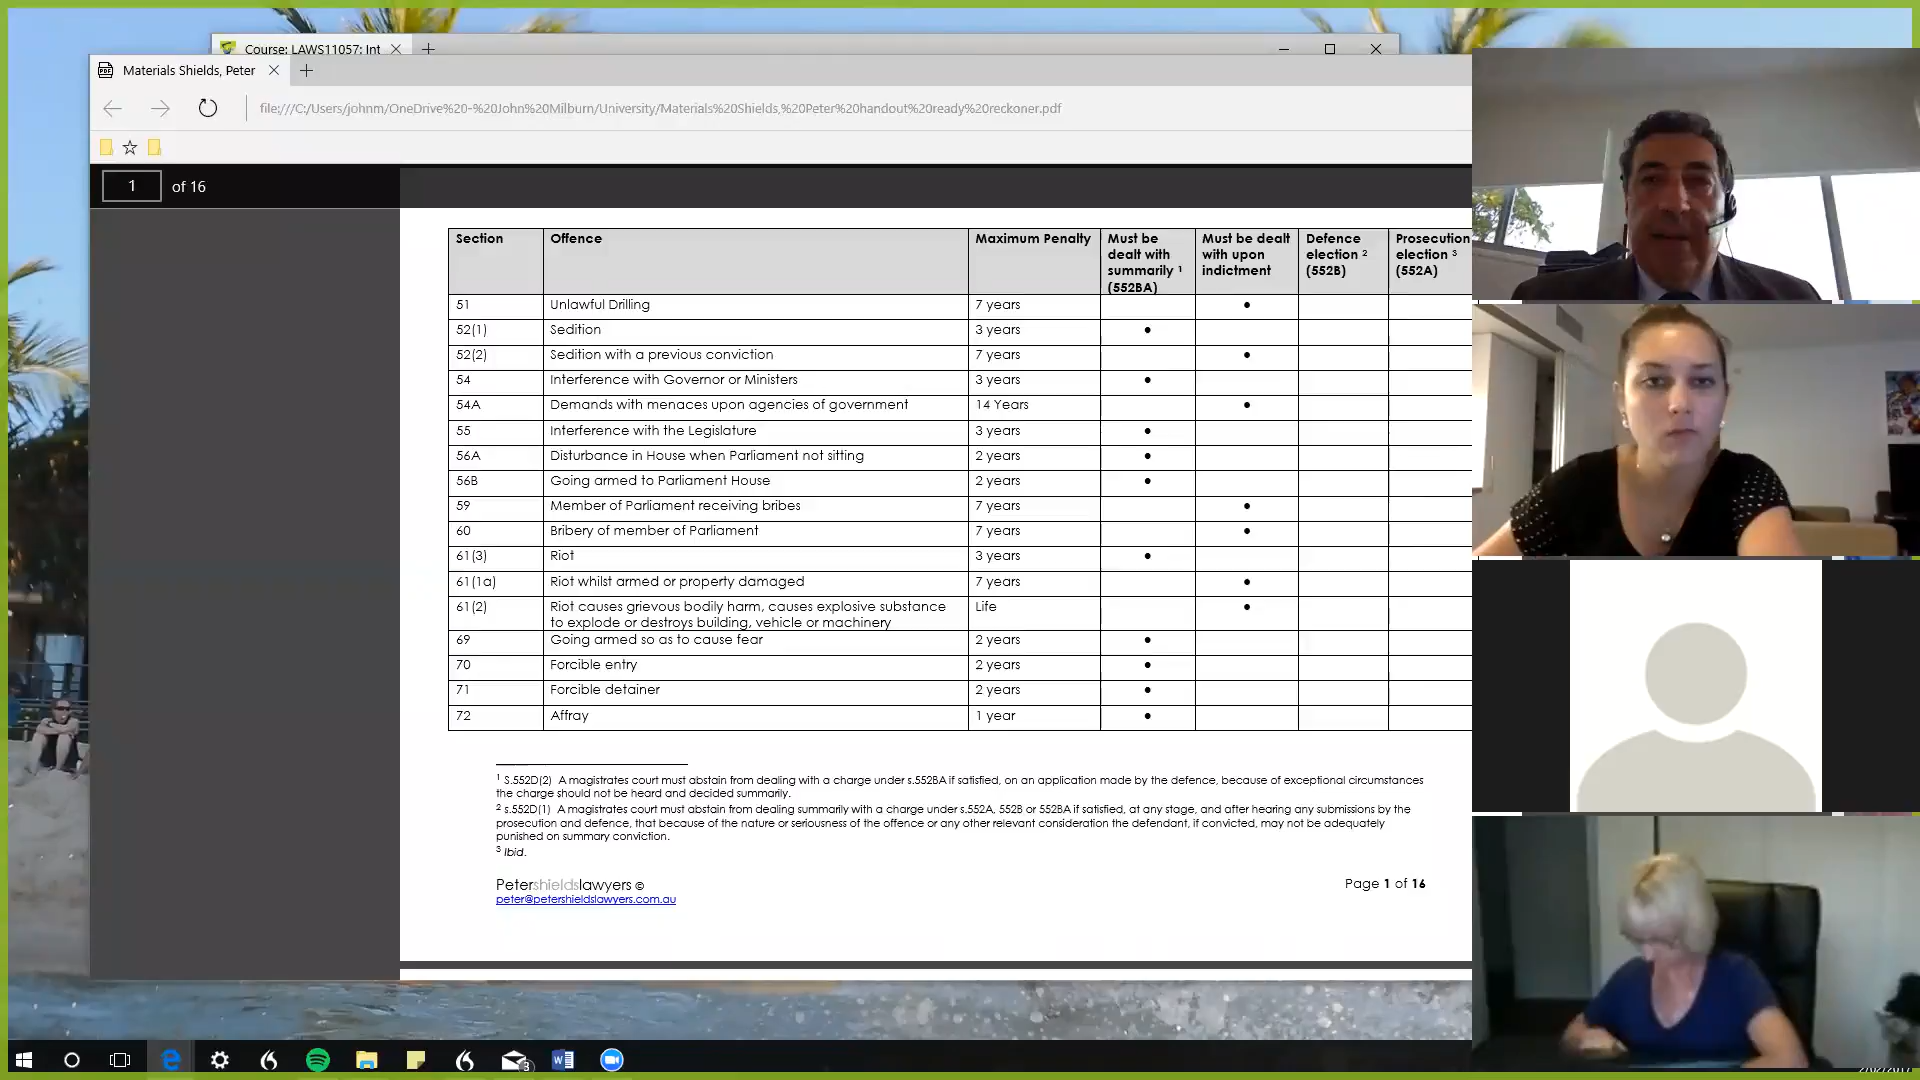 Course: LAWS11057: Int
Materials Shields, Peter
file:///C:/Users/johnm/OneDrive%20-%20John%20Milburn/University/Materials%20Shields,%20Peter%20handout%20ready%20reckoner.pdf
1 of 16
Section Offence Maximum Penalty Must be dealt with summarily 1 (552BA) Must be dealt with upon indictment Defence election 2 (552B) Prosecution election 3 (552A)
51 Unlawful Drilling 7 years •
52(1) Sedition 3 years •
52(2) Sedition with a previous conviction 7 years •
54 Interference with Governor or Ministers 3 years •
54A Demands with menaces upon agencies of government 14 Years •
55 Interference with the Legislature 3 years •
56A Disturbance in House when Parliament not sitting 2 years •
56B Going armed to Parliament House 2 years •
59 Member of Parliament receiving bribes 7 years •
60 Bribery of member of Parliament 7 years •
61(3) Riot 3 years •
61(1a) Riot whilst armed or property damaged 7 years •
61(2) Riot causes grievous bodily harm, causes explosive substance Life •
to explode or destroys building, vehicle or machinery
69 Going armed so as to cause fear 2 years •
70 Forcible entry 2 years •
71 Forcible detainer 2 years •
72 Affray 1 year •
1 S.552D(2) A magistrates court must abstain from dealing with a charge under s.552BA if satisfied, on an application made by the defence, because of exceptional circumstances
the charge should not be heard and decided summarily.
2 s.552D(1) A magistrates court must abstain from dealing summarily with a charge under s.552A, 552B or 552BA if satisfied, at any stage, and after hearing any submissions by the
prosecution and defence, that because of the nature or seriousness of the offence or any other relevant consideration the defendant, if convicted, may not be adequately
punished on summary conviction.
3 Ibid.
Petershieldslawyers ©
peter@petershieldslawyers.com.au
Page 1 of 16